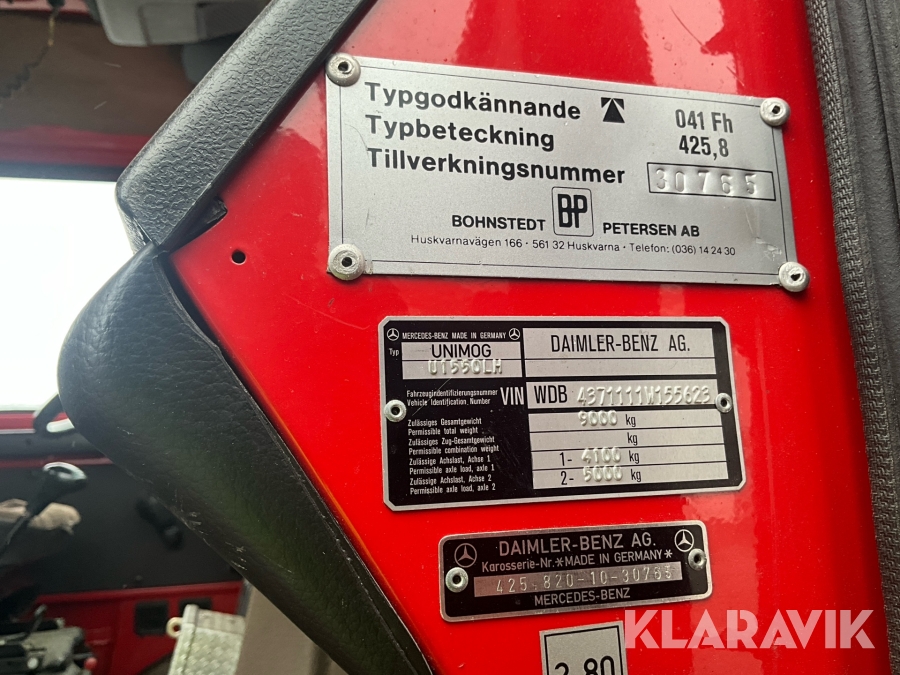 Typgodkännande 041 Fh
Typbeteckning 425,8
Tillverkningsnummer 30765
BOHNSTEDT BP PETERSEN AB
Huskvarnavägen 166 · 561 32 Huskvarna · Telefon: (036) 14 24 30
MERCEDES-BENZ MADE IN GERMANY
Typ UNIMOG
U1550LH
DAIMLER-BENZ AG.
Fahrzeugidentifizierungsnummer
Vehicle Identification Number
VIN WDB 4371111W155623
Zulässiges Gesamtgewicht
Permissible total weight
9000 kg
Zulässiges Zug-Gesamtgewicht
Permissible combination weight
kg
Zulässige Achslast, Achse 1
Permissible axle load, axle 1
1- 4100 kg
Zulässige Achslast, Achse 2
Permissible axle load, axle 2
2- 5000 kg
DAIMLER-BENZ AG.
Karosserie-Nr.*MADE IN GERMANY*
425.820-10-30765
MERCEDES-BENZ
2,80
KLARAVIK